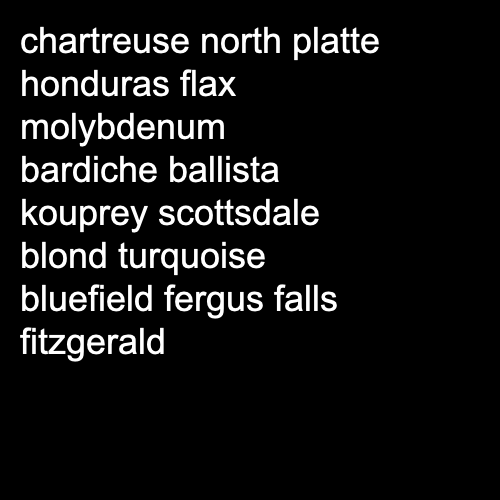 chartreuse north platte
honduras flax
molybdenum
bardiche ballista
kouprey scottsdale
blond turquoise
bluefield fergus falls
fitzgerald